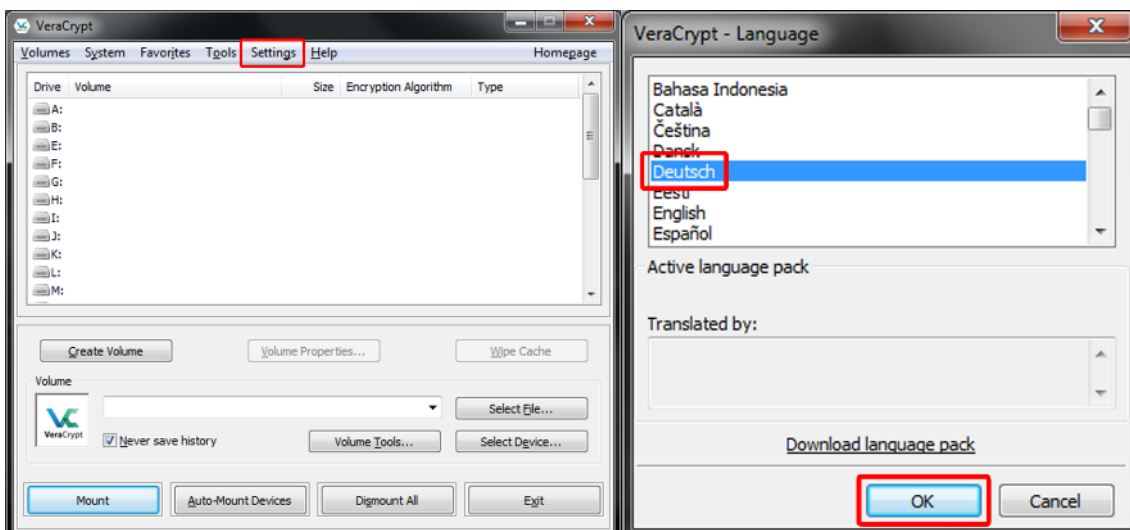 VeraCrypt
Volumes System Favorites Tools Settings Help Homepage
Drive Volume Size Encryption Algorithm Type
A:
B:
E:
F:
G:
H:
I:
J:
K:
L:
M:
Create Volume Volume Properties... Wipe Cache
Volume
VeraCrypt
Never save history
Select File...
Volume Tools... Select Device...
Mount Auto-Mount Devices Dismount All Exit
VeraCrypt - Language
Bahasa Indonesia
Català
Čeština
Dansk
Deutsch
Eesti
English
Español
Active language pack
Translated by:
Download language pack
OK Cancel